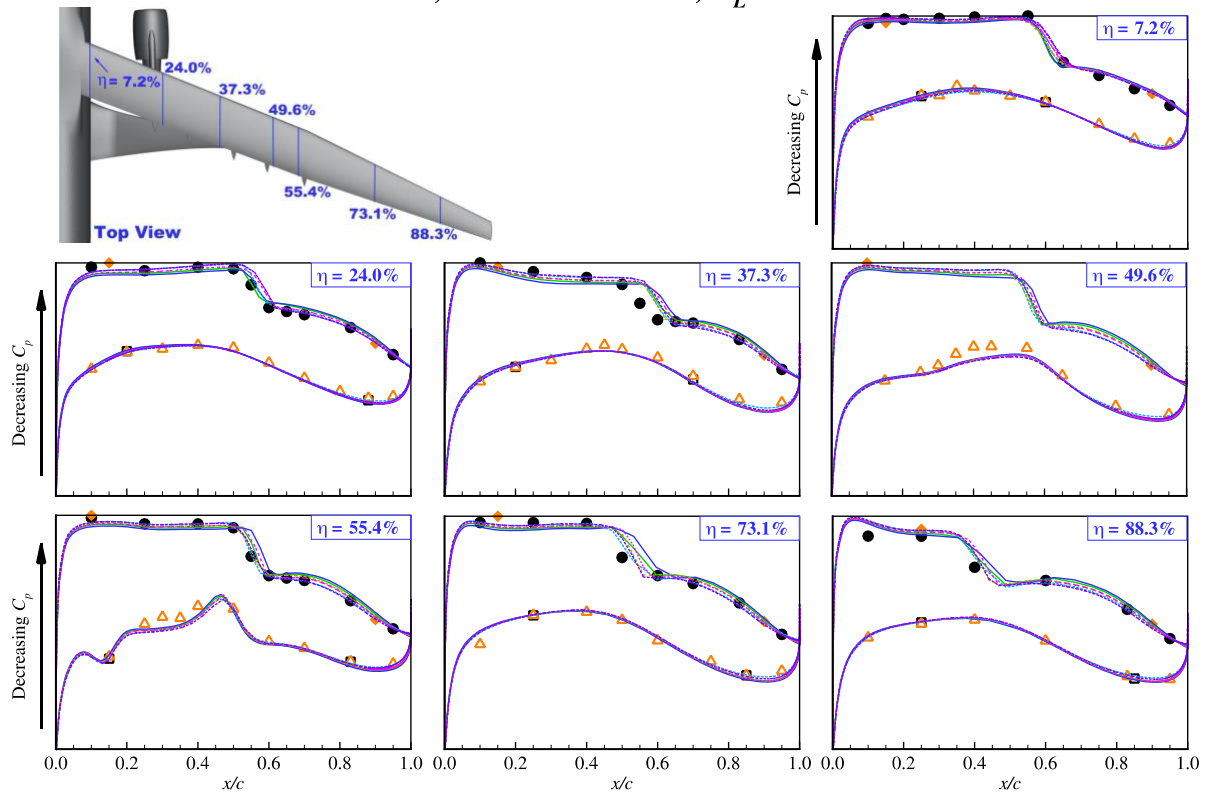 η = 7.2%
24.0%
37.3%
49.6%
55.4%
73.1%
88.3%
Top View
η = 7.2%
Decreasing Cp
η = 24.0%
η = 37.3%
η = 49.6%
Decreasing Cp
η = 55.4%
η = 73.1%
η = 88.3%
Decreasing Cp
0.0 0.2 0.4 0.6 0.8 1.0
x/c
0.0 0.2 0.4 0.6 0.8 1.0
x/c
0.0 0.2 0.4 0.6 0.8 1.0
x/c